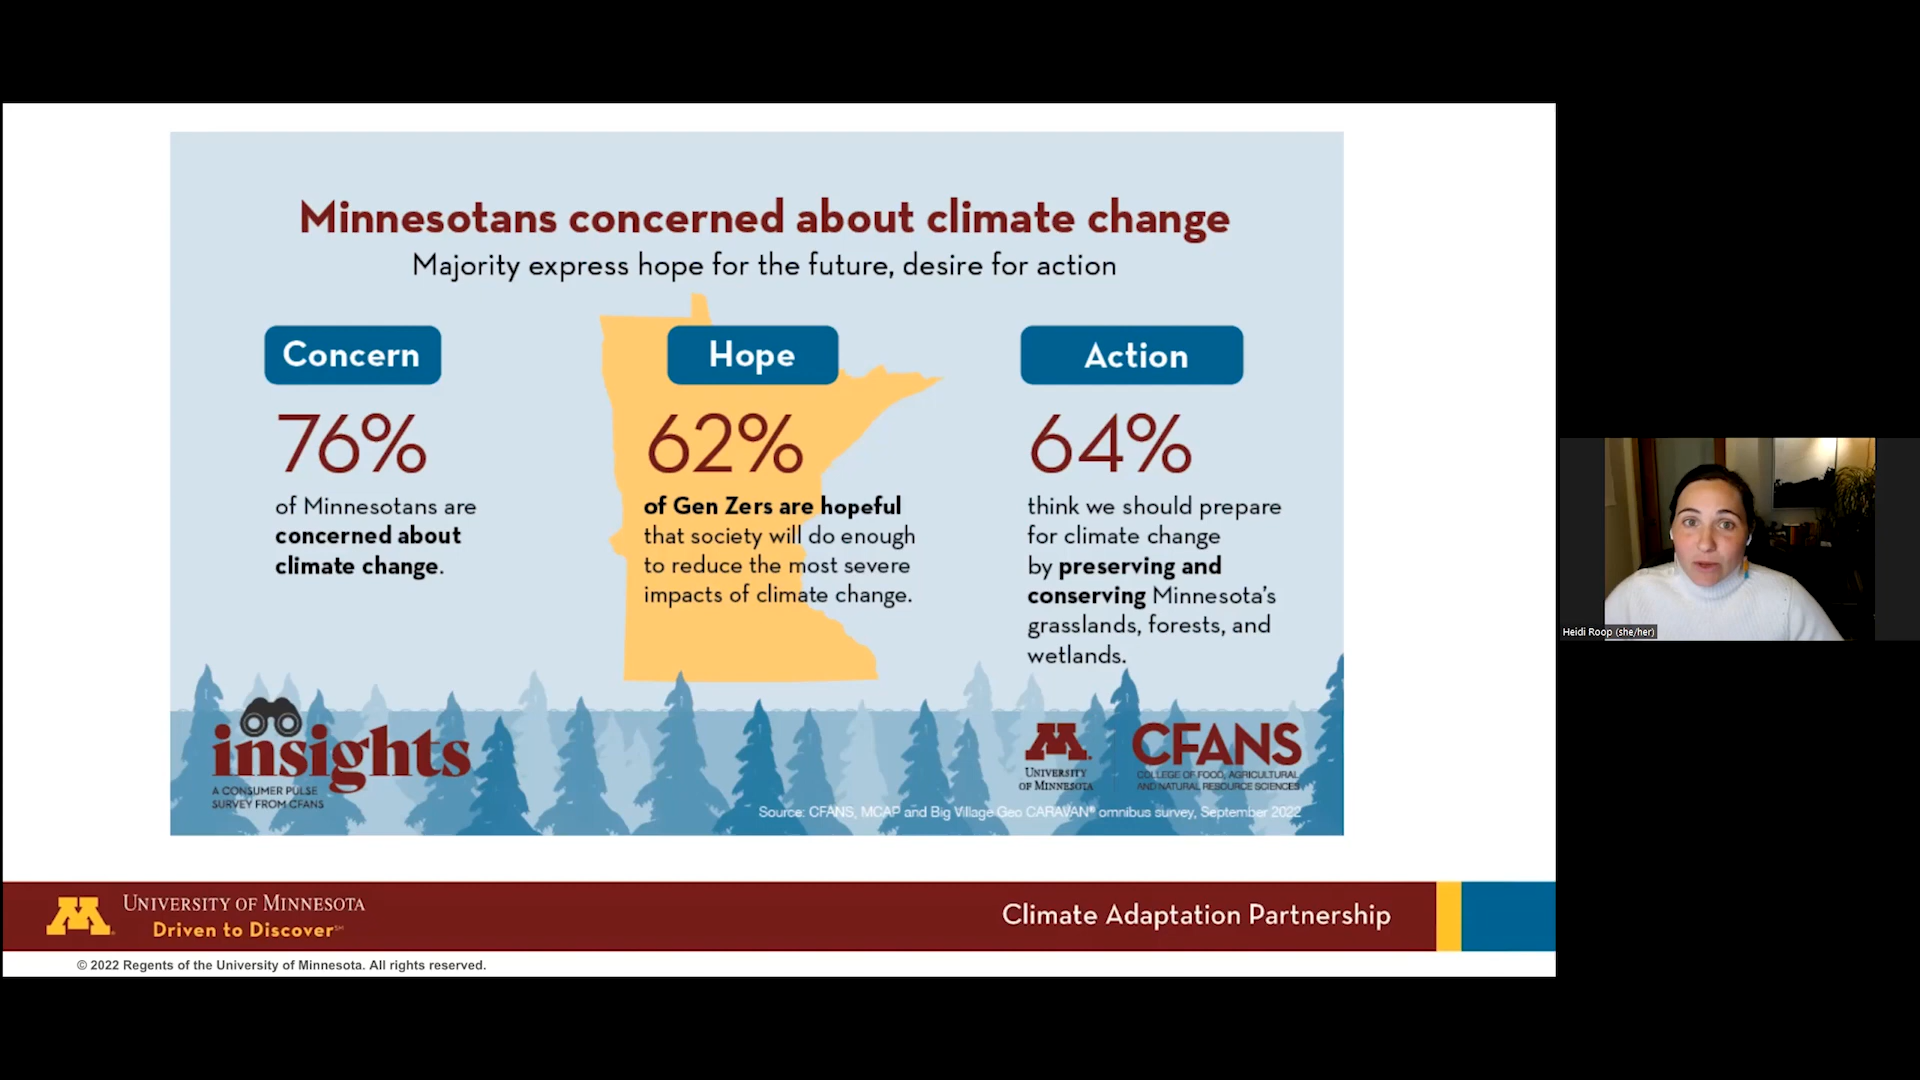 Minnesotans concerned about climate change
Majority express hope for the future, desire for action
Concern
76%
of Minnesotans are
concerned about
climate change.
Hope
62%
of Gen Zers are hopeful
that society will do enough
to reduce the most severe
impacts of climate change.
Action
64%
think we should prepare
for climate change
by preserving and
conserving Minnesota's
grasslands, forests, and
wetlands.
insights
A CONSUMER PULSE
SURVEY FROM CFANS
M
UNIVERSITY
OF MINNESOTA
CFANS
COLLEGE OF FOOD, AGRICULTURAL
AND NATURAL RESOURCE SCIENCES
Source: CFANS, MCAP and Big Village Geo CARAVAN® omnibus survey, September 2022
M
UNIVERSITY OF MINNESOTA
Driven to Discover℠
Climate Adaptation Partnership
© 2022 Regents of the University of Minnesota. All rights reserved.
Heidi Roop (she/her)